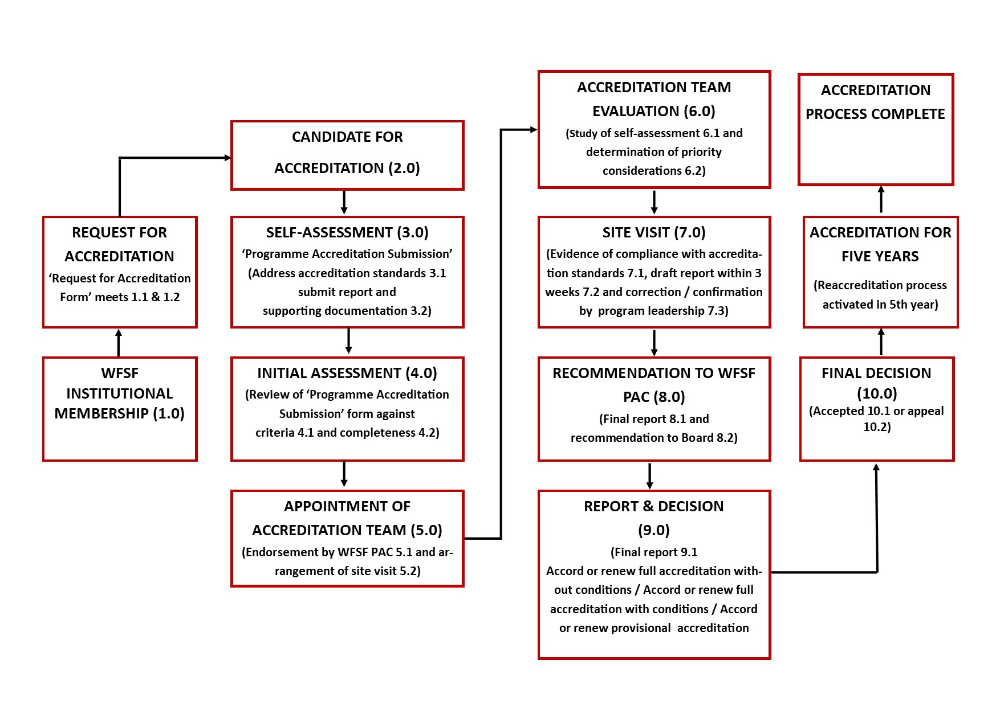 WFSF
INSTITUTIONAL
MEMBERSHIP (1.0)
REQUEST FOR
ACCREDITATION
‘Request for Accreditation
Form’ meets 1.1 & 1.2
CANDIDATE FOR
ACCREDITATION (2.0)
SELF-ASSESSMENT (3.0)
‘Programme Accreditation Submission’
(Address accreditation standards 3.1
submit report and
supporting documentation 3.2)
INITIAL ASSESSMENT (4.0)
(Review of ‘Programme Accreditation
Submission’ form against
criteria 4.1 and completeness 4.2)
APPOINTMENT OF
ACCREDITATION TEAM (5.0)
(Endorsement by WFSF PAC 5.1 and ar-
rangement of site visit 5.2)
ACCREDITATION TEAM
EVALUATION (6.0)
(Study of self-assessment 6.1 and
determination of priority
considerations 6.2)
SITE VISIT (7.0)
(Evidence of compliance with accredita-
tion standards 7.1, draft report within 3
weeks 7.2 and correction / confirmation
by program leadership 7.3)
RECOMMENDATION TO WFSF
PAC (8.0)
(Final report 8.1 and
recommendation to Board 8.2)
REPORT & DECISION
(9.0)
(Final report 9.1
Accord or renew full accreditation with-
out conditions / Accord or renew full
accreditation with conditions / Accord
or renew provisional accreditation
FINAL DECISION
(10.0)
(Accepted 10.1 or appeal
10.2)
ACCREDITATION FOR
FIVE YEARS
(Reaccreditation process
activated in 5th year)
ACCREDITATION
PROCESS COMPLETE